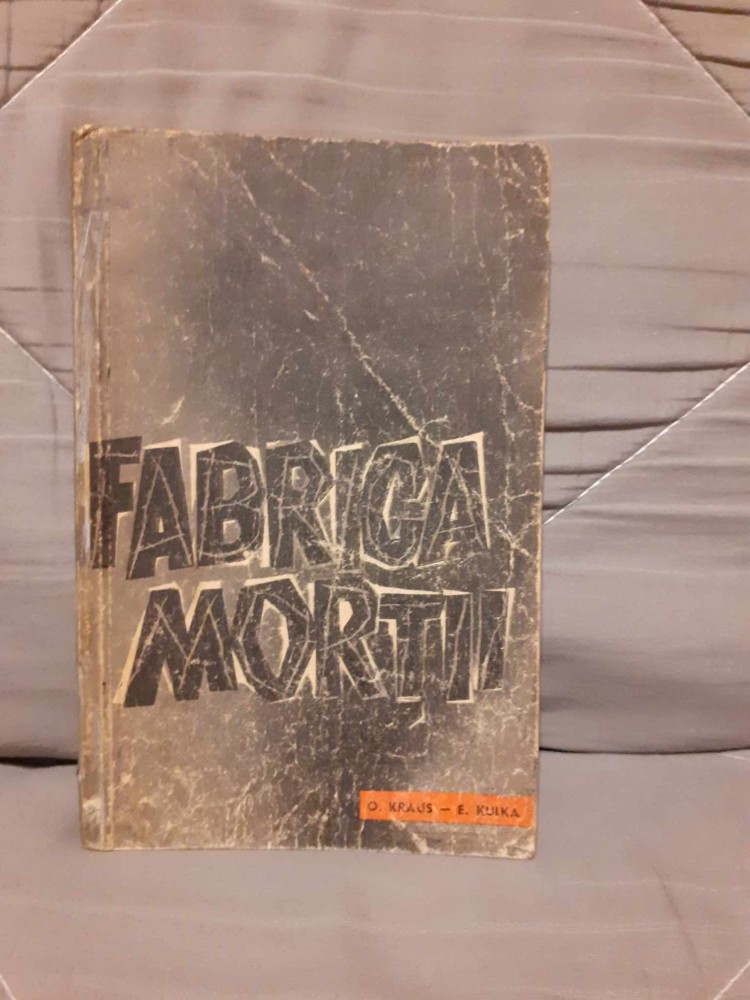 FABRICA
MORȚII
O. KRAUS – E. KULKA